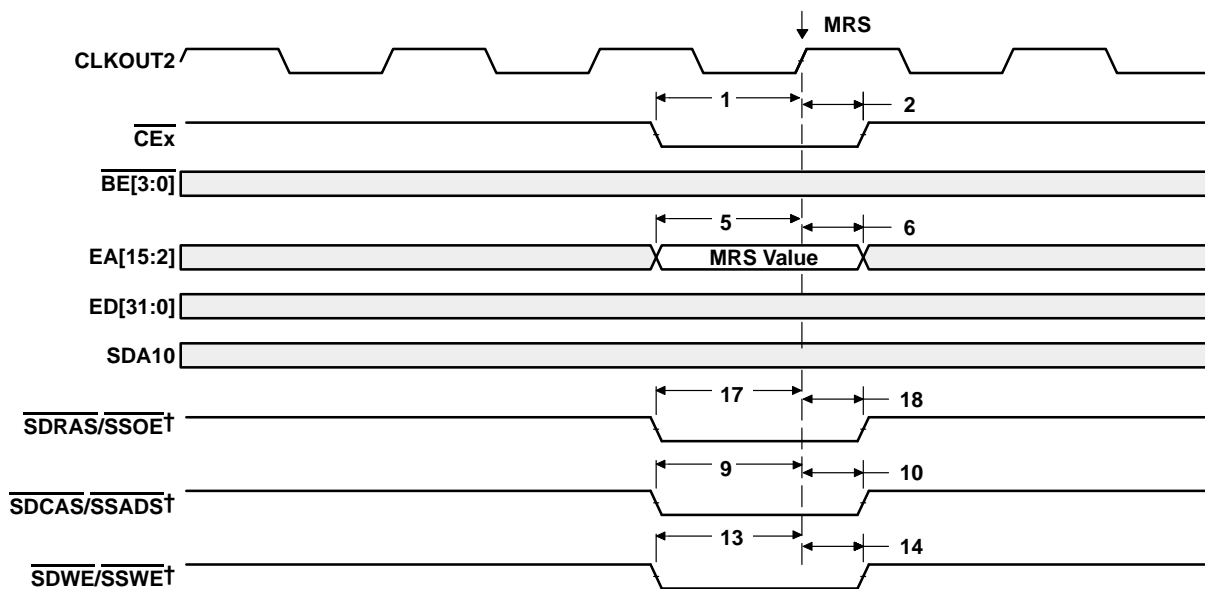 MRS
CLKOUT2
1
2
CEx
BE[3:0]
5
6
EA[15:2]
MRS Value
ED[31:0]
SDA10
17
18
SDRAS/SSOE†
9
10
SDCAS/SSADS†
13
14
SDWE/SSWE†